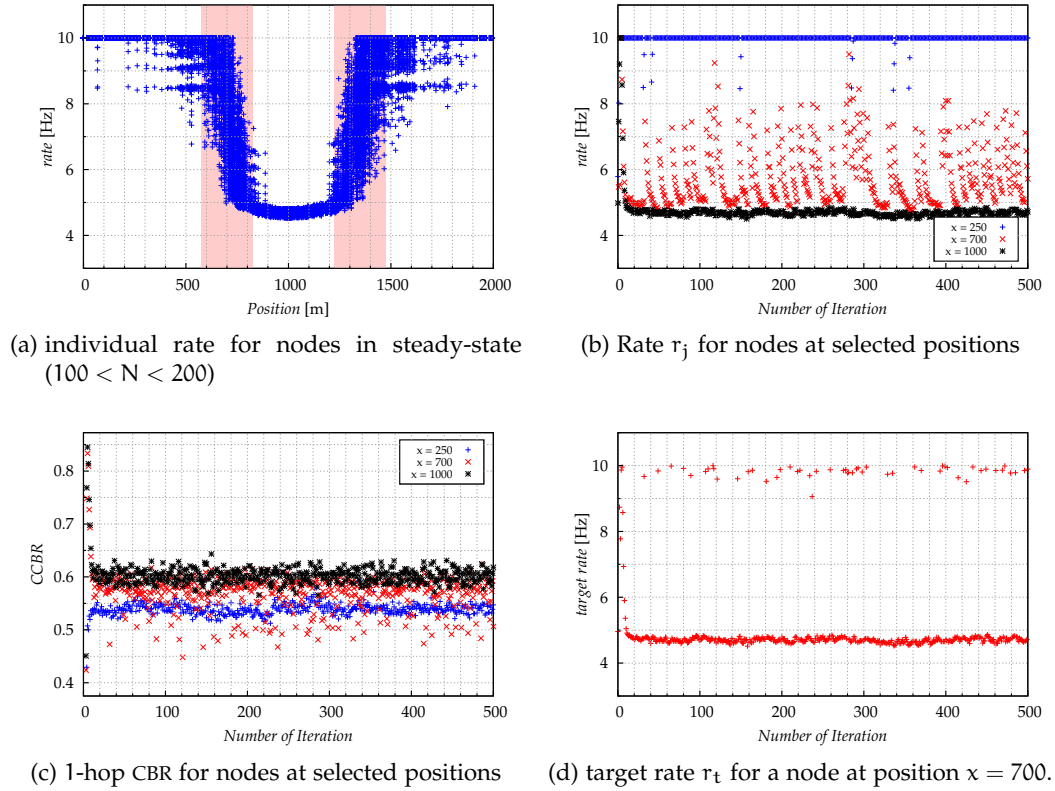 10
8
6
4
rate [Hz]
0 500 1000 1500 2000
Position [m]
(a) individual rate for nodes in steady-state
(100 < N < 200)
10
8
6
4
rate [Hz]
x = 250
x = 700
x = 1000
0 100 200 300 400 500
Number of Iteration
(b) Rate rj for nodes at selected positions
0.8
0.7
0.6
0.5
0.4
CCBR
x = 250
x = 700
x = 1000
0 100 200 300 400 500
Number of Iteration
(c) 1-hop CBR for nodes at selected positions
10
8
6
4
target rate [Hz]
0 100 200 300 400 500
Number of Iteration
(d) target rate rt for a node at position x = 700.